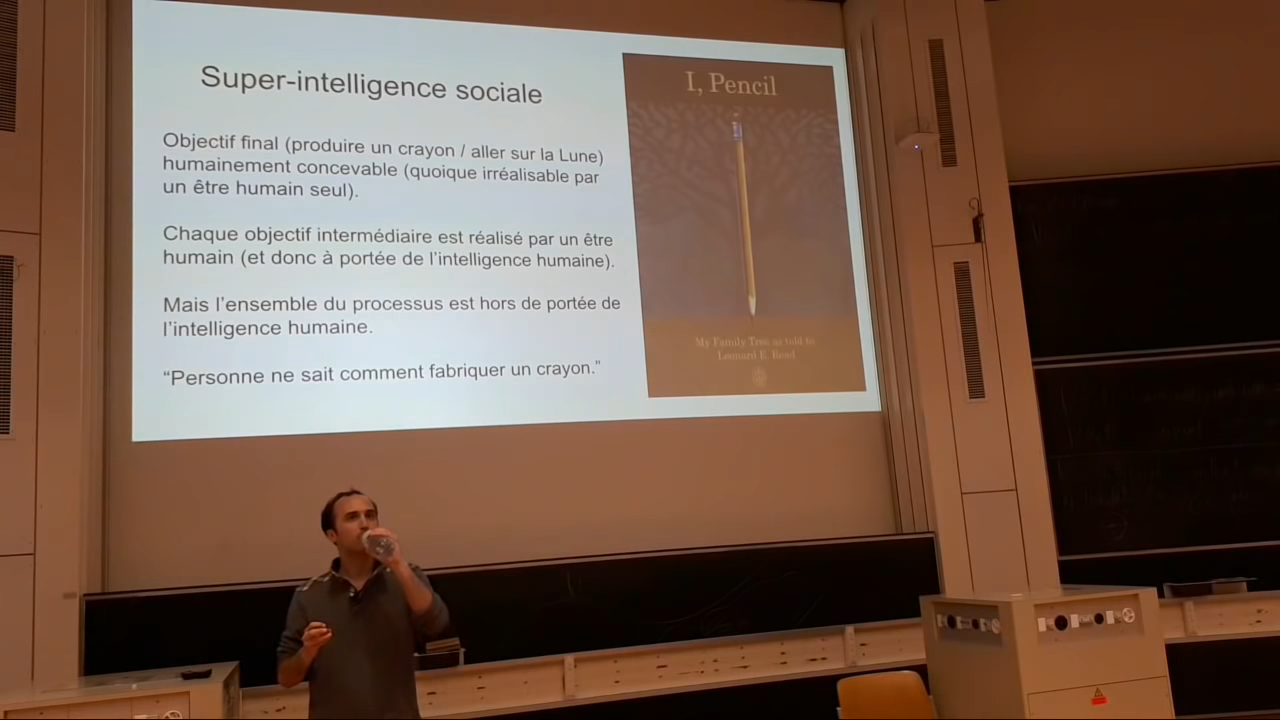 Super-intelligence sociale
Objectif final (produire un crayon / aller sur la Lune)
humainement concevable (quoique irréalisable par
un être humain seul).
Chaque objectif intermédiaire est réalisé par un être
humain (et donc à portée de l'intelligence humaine).
Mais l'ensemble du processus est hors de portée de
l'intelligence humaine.
“Personne ne sait comment fabriquer un crayon.”
I, Pencil
My Family Tree as told to
Leonard E. Read